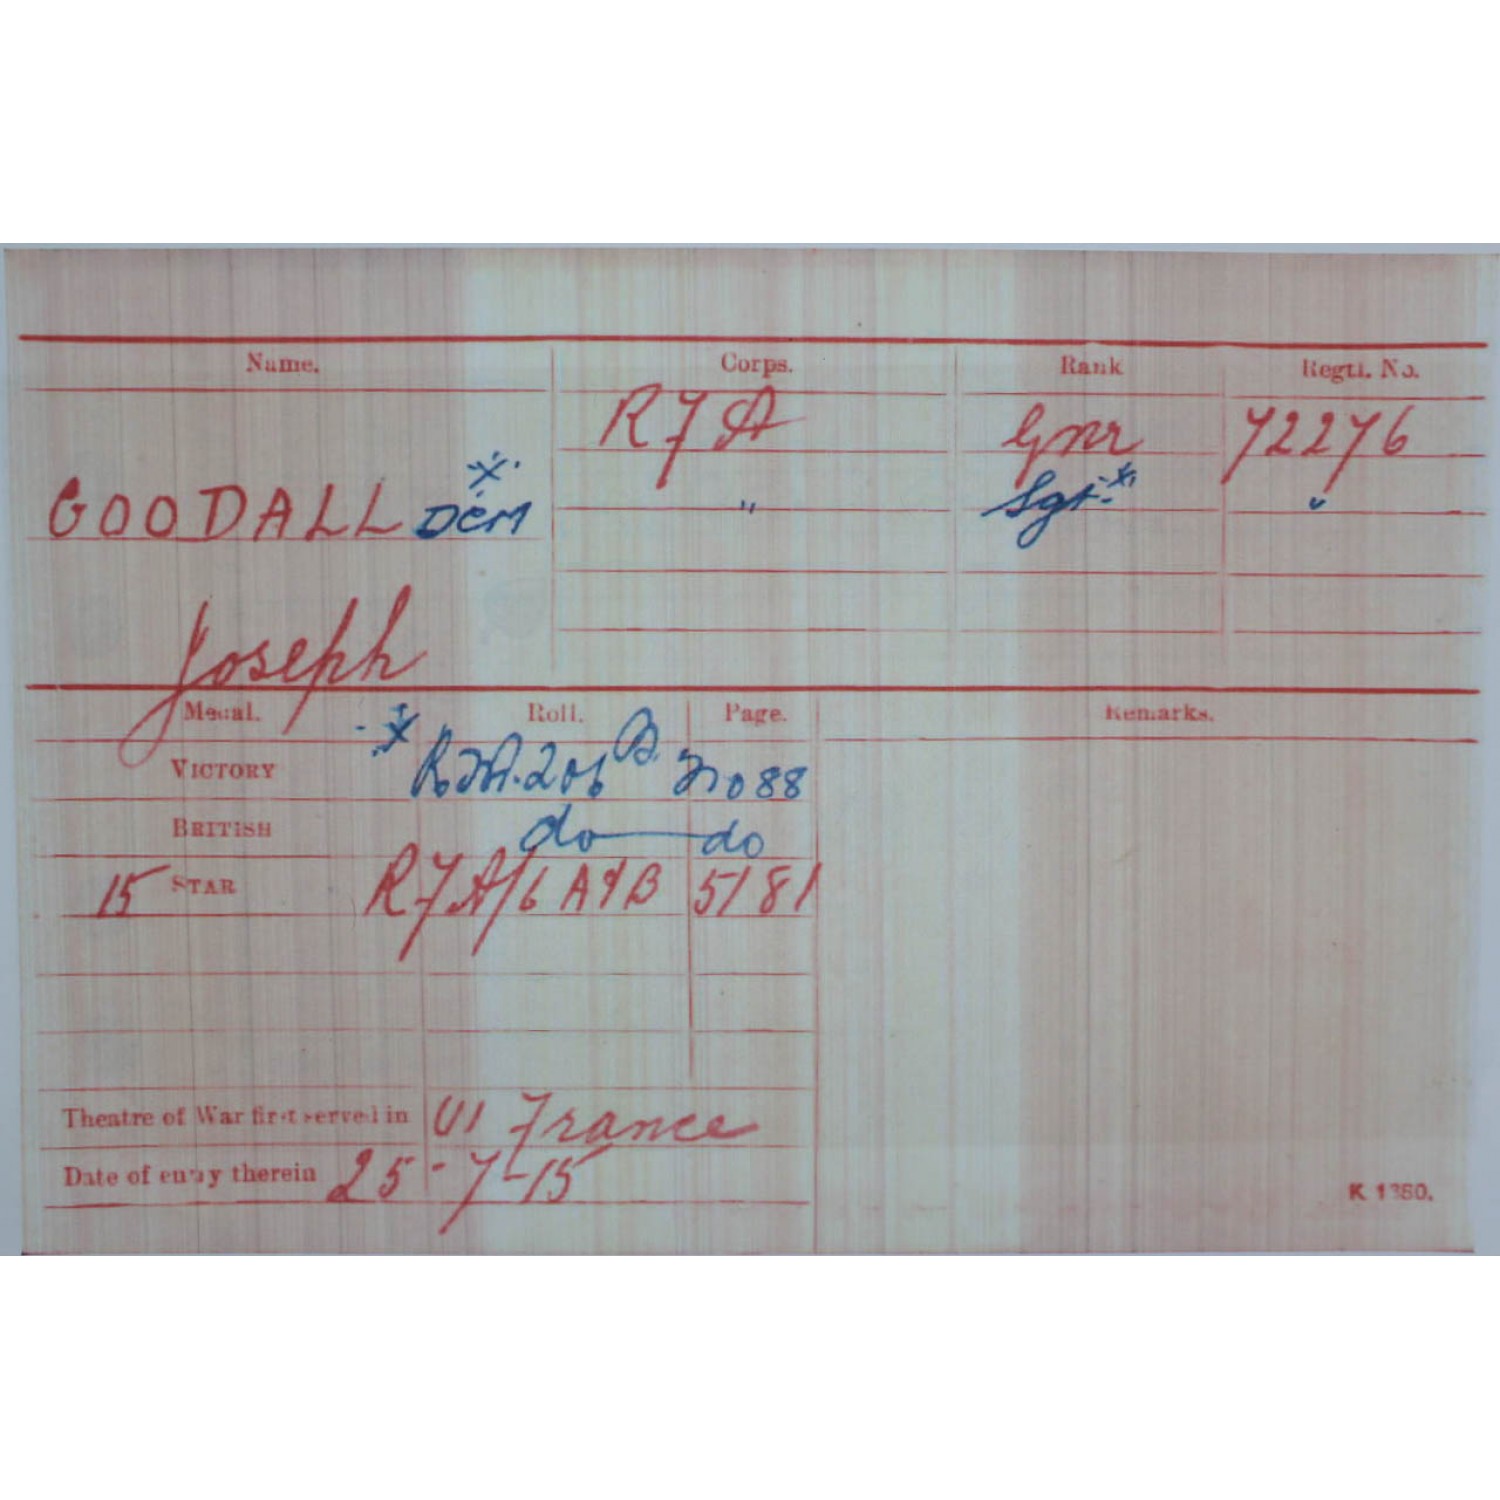 Name. Corps. Rank Regtl. No.
RFA Gnr 72276
GOODALL DCM " Sgt. "
Joseph
Medal. Roll. Page. Remarks.
VICTORY 206 B.
BRITISH do do
15 STAR RFA/6 A&B 5181
Theatre of War first served in (1) France
Date of entry therein 25-7-15
K 1380.